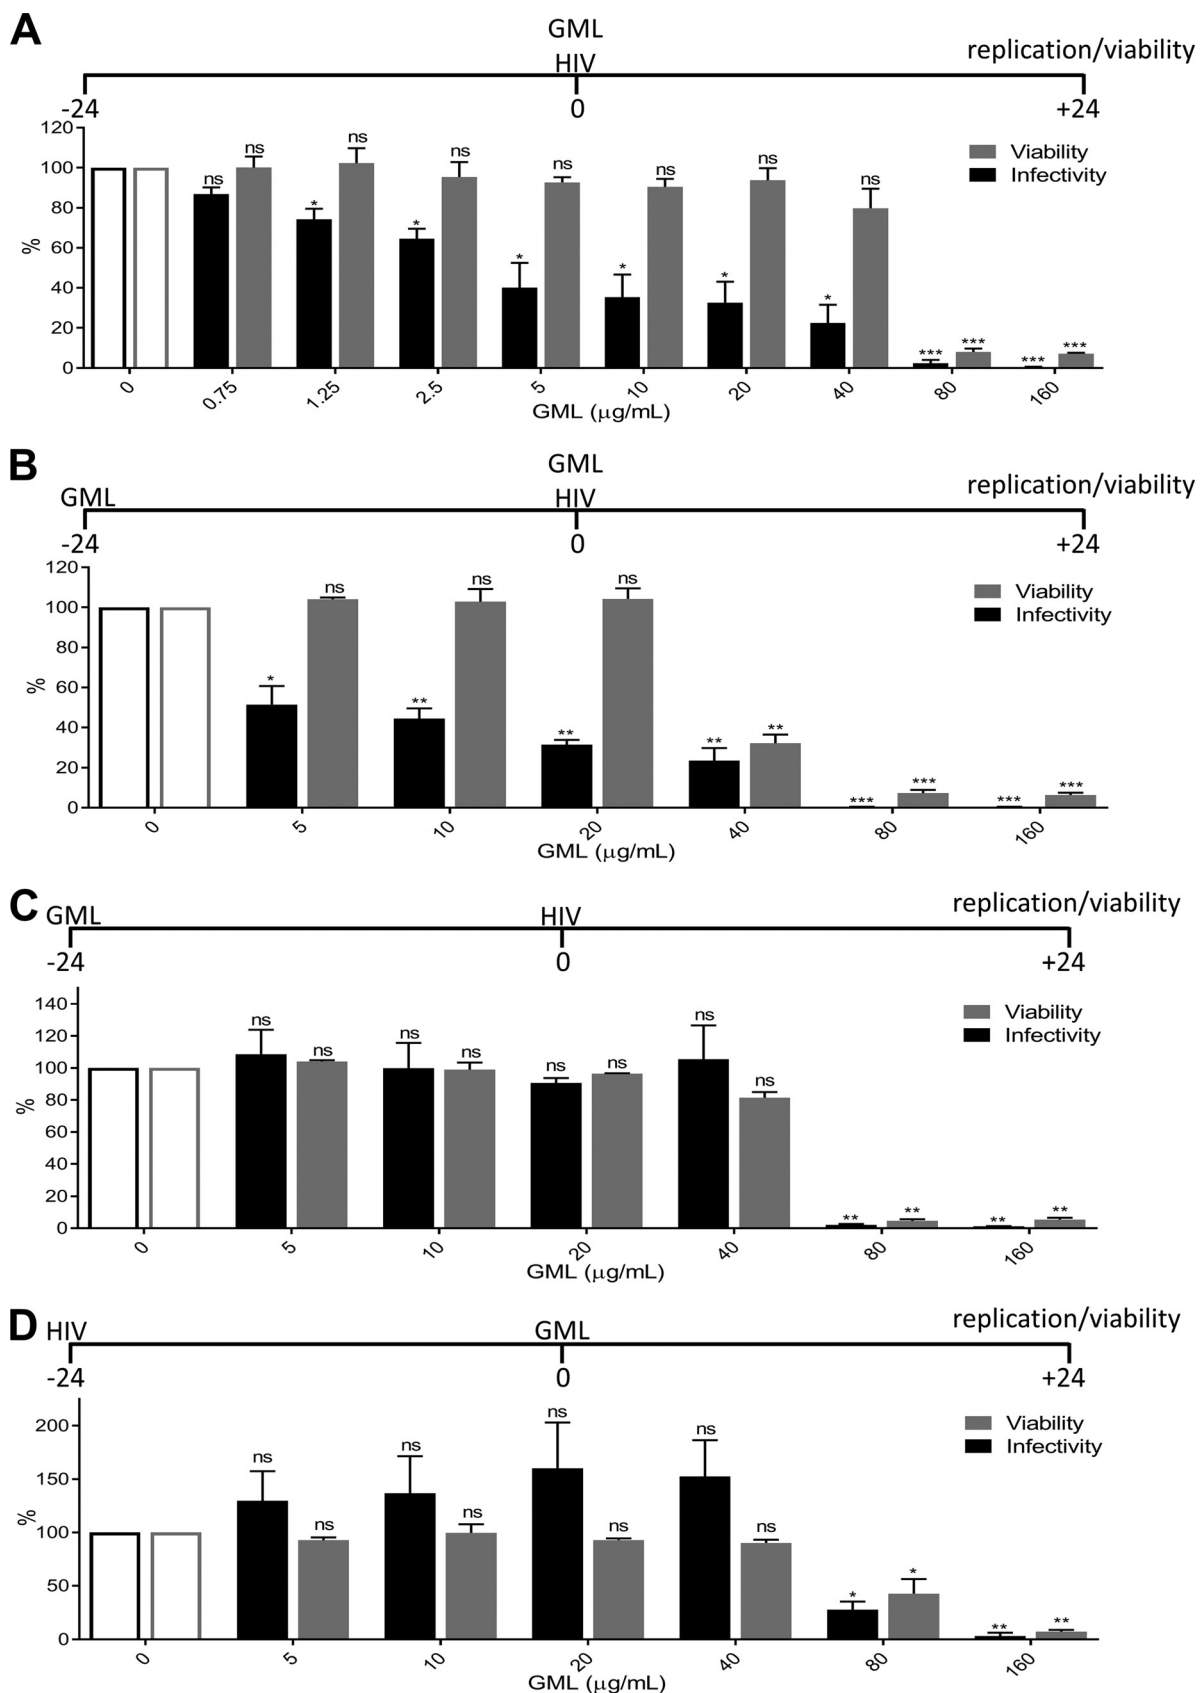 A
GML
HIV
replication/viability
-24
0
+24
120
100
80
60
40
20
0
%
ns
ns
*
ns
*
ns
*
ns
*
ns
*
ns
*
ns
***
***
***
***
Viability
Infectivity
0
0.75
1.25
2.5
5
10
20
40
80
160
GML (μg/mL)
B
GML
GML
HIV
replication/viability
-24
0
+24
120
100
80
60
40
20
0
%
*
ns
**
ns
**
ns
**
**
***
***
***
***
Viability
Infectivity
0
5
10
20
40
80
160
GML (μg/mL)
C
GML
HIV
replication/viability
-24
0
+24
140
120
100
80
60
40
20
0
%
ns
ns
ns
ns
ns
ns
ns
ns
**
**
**
**
Viability
Infectivity
0
5
10
20
40
80
160
GML (μg/mL)
D
HIV
GML
replication/viability
-24
0
+24
200
150
100
50
0
%
ns
ns
ns
ns
ns
ns
ns
ns
*
*
**
**
Viability
Infectivity
0
5
10
20
40
80
160
GML (μg/mL)